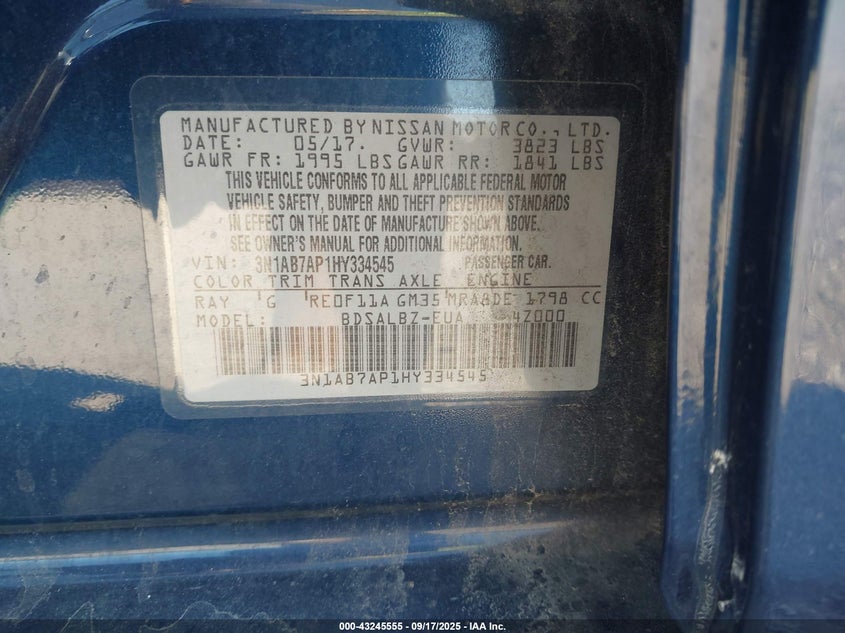 MANUFACTURED BY NISSAN MOTOR CO., LTD.
DATE: 05/17. GVWR: 3823 LBS
GAWR FR: 1995 LBS GAWR RR: 1841 LBS
THIS VEHICLE CONFORMS TO ALL APPLICABLE FEDERAL MOTOR
VEHICLE SAFETY, BUMPER AND THEFT PREVENTION STANDARDS
IN EFFECT ON THE DATE OF MANUFACTURE SHOWN ABOVE.
SEE OWNER'S MANUAL FOR ADDITIONAL INFORMATION.
VIN: 3N1AB7AP1HY334545 PASSENGER CAR.
COLOR TRIM TRANS AXLE ENGINE
RAY G RE0F11A GM35 MRA8DE 1798 CC
MODEL: BDSALBZ-EUA 4Z000
3N1AB7AP1HY334545
000-43245555 - 09/17/2025 - IAA Inc.